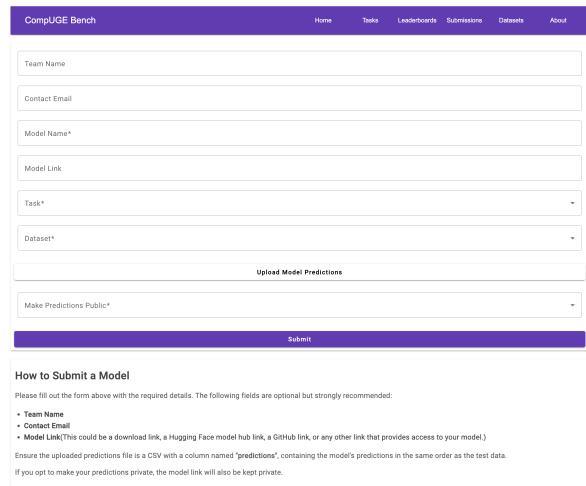 CompUGE Bench Home Tasks Leaderboards Submissions Datasets About
Team Name
Contact Email
Model Name*
Model Link
Task*
Dataset*
Upload Model Predictions
Make Predictions Public*
Submit
How to Submit a Model
Please fill out the form above with the required details. The following fields are optional but strongly recommended:
• Team Name
• Contact Email
• Model Link(This could be a download link, a Hugging Face model hub link, a GitHub link, or any other link that provides access to your model.)
Ensure the uploaded predictions file is a CSV with a column named "predictions", containing the model's predictions in the same order as the test data.
If you opt to make your predictions private, the model link will also be kept private.